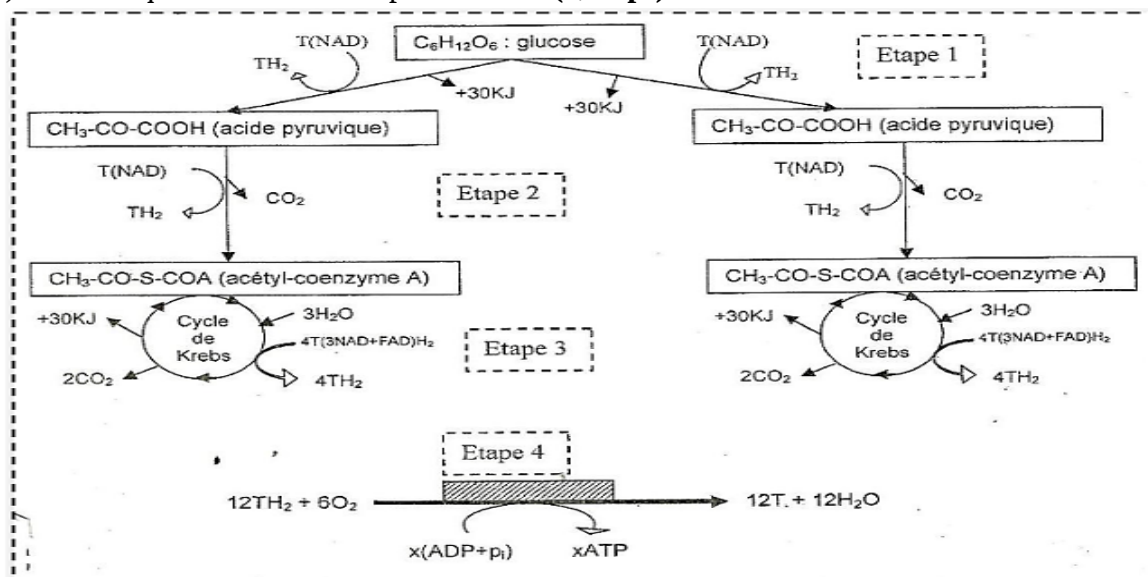 T(NAD) C₆H₁₂O₆ : glucose T(NAD) Etape 1
TH₂ TH₂
+30KJ +30KJ
CH₃-CO-COOH (acide pyruvique) CH₃-CO-COOH (acide pyruvique)
T(NAD) Etape 2 T(NAD)
CO₂ CO₂
TH₂ TH₂
CH₃-CO-S-COA (acétyl-coenzyme A) CH₃-CO-S-COA (acétyl-coenzyme A)
+30KJ Cycle de Krebs 3H₂O +30KJ Cycle de Krebs 3H₂O
4T(3NAD+FAD)H₂ Etape 3 4T(3NAD+FAD)H₂
2CO₂ 4TH₂ 2CO₂ 4TH₂
Etape 4
12TH₂ + 6O₂ 12T. + 12H₂O
x(ADP+pᵢ) xATP